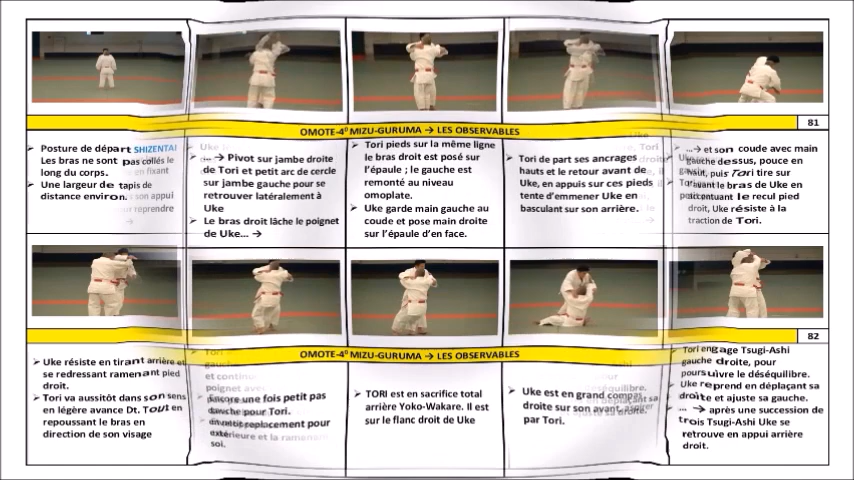 OMOTE-4⁰ MIZU-GURUMA → LES OBSERVABLES
81
➢ Posture de départ SHIZENTAI
Les bras ne sont pas collés le
long du corps.
➢ Une largeur de tapis de
distance environ.
➢ ... → Pivot sur jambe droite
de Tori et petit arc de cercle
sur jambe gauche pour se
retrouver latéralement à
Uke
➢ Le bras droit lâche le poignet
de Uke... →
➢ Tori pieds sur la même ligne
le bras droit est posé sur
l'épaule ; le gauche est
remonté au niveau
omoplate.
➢ Uke garde main gauche au
coude et pose main droite
sur l'épaule d'en face.
➢ Tori de part ses ancrages
hauts et le retour avant de
Uke, en appuis sur ces pieds
tente d'emmener Uke en
basculant sur son arrière.
➢ ...→ et son coude avec main
gauche dessus, pouce en
haut, puis Tori tire sur
l'avant le bras de Uke en
accentuant le recul pied
droit, Uke résiste à la
traction de Tori.
OMOTE-4⁰ MIZU-GURUMA → LES OBSERVABLES
82
➢ Uke résiste en tirant arrière et
se redressant ramenant pied
droit.
➢ Tori va aussitôt dans son sens
en légère avance Dt. Tout en
repoussant le bras en
direction de son visage
➢ Encore une fois petit pas
gauche pour Tori.
replacement pour
extérieure et la ramenant
soi.
➢ TORI est en sacrifice total
arrière Yoko-Wakare. Il est
sur le flanc droit de Uke
➢ Uke est en grand compas
droite sur son avant
par Tori.
➢ Tori engage Tsugi-Ashi
gauche droite, pour
poursuivre le déséquilibre.
➢ Uke reprend en déplaçant sa
droite et ajuste sa gauche.
➢ ... → après une succession de
trois Tsugi-Ashi Uke se
retrouve en appui arrière
droit.